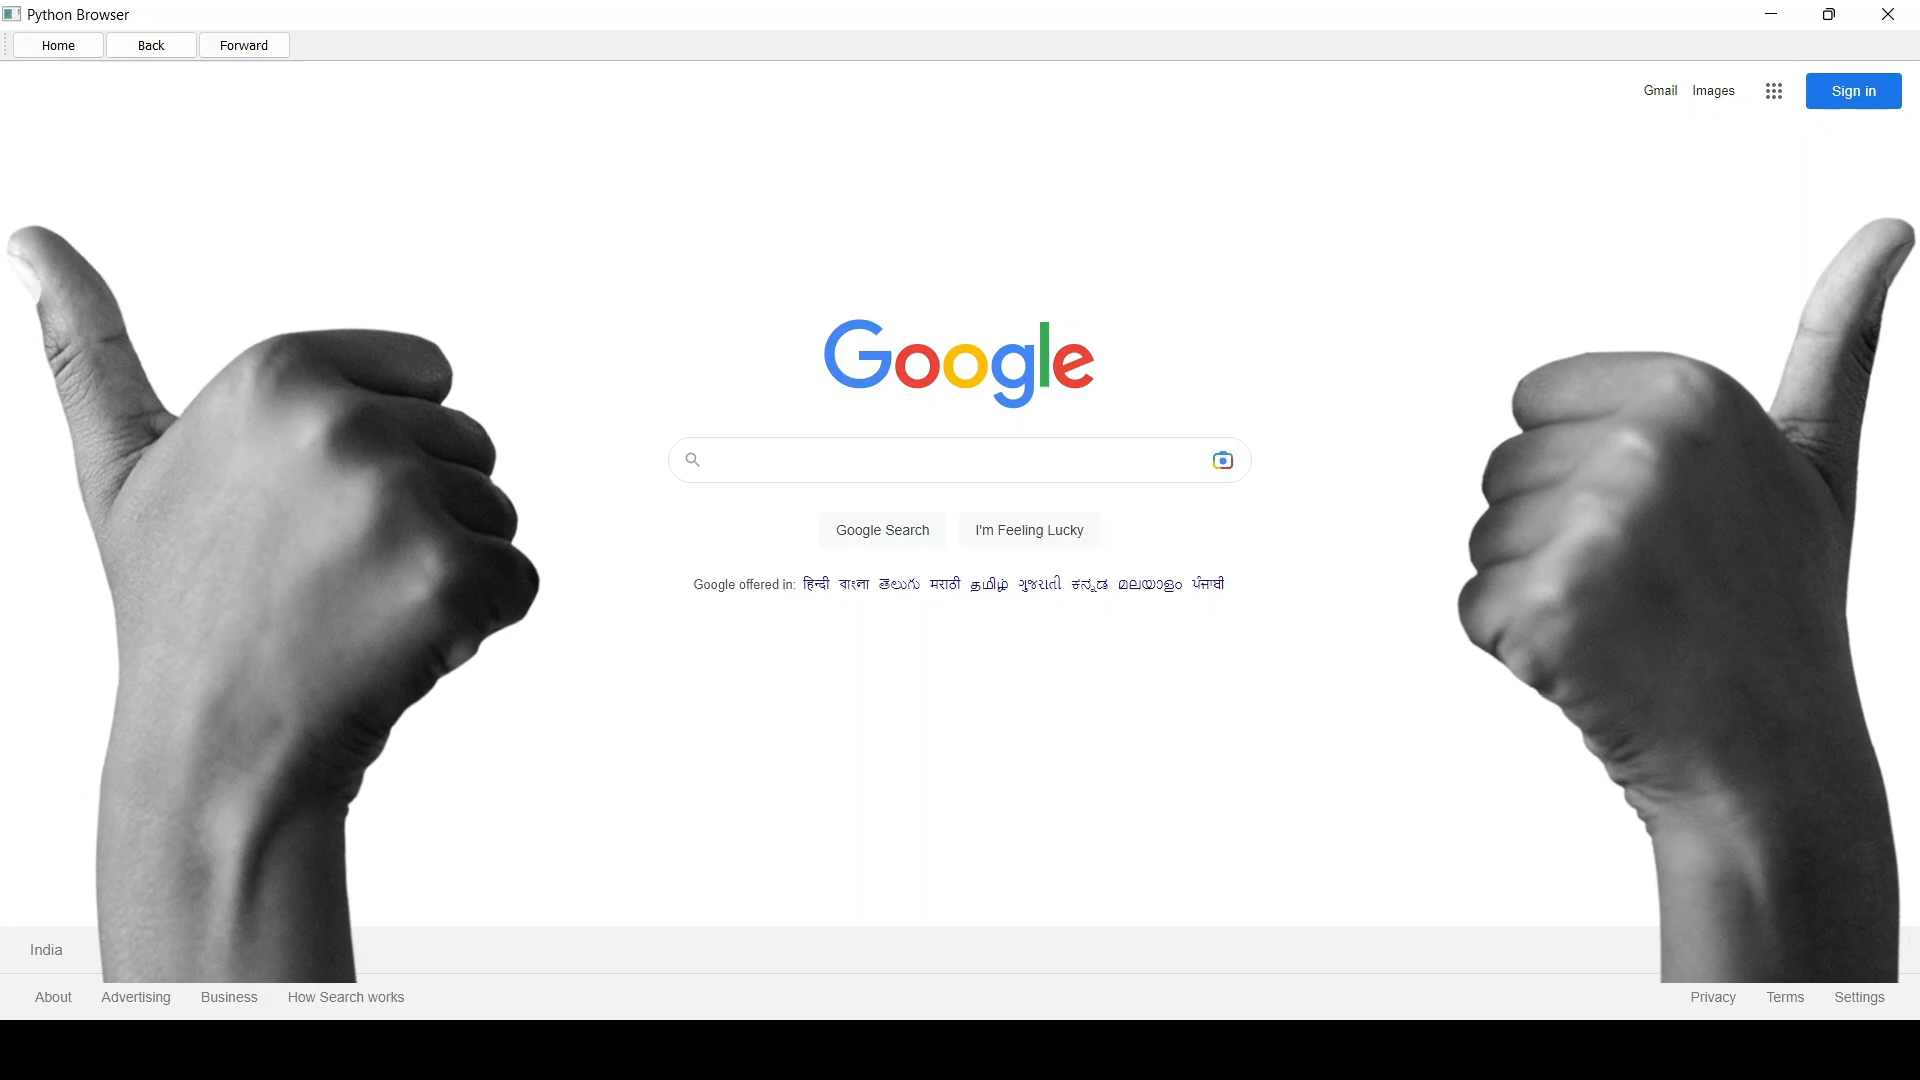 Python Browser
Home Back Forward
Gmail Images Sign in
Google
Google Search I'm Feeling Lucky
Google offered in: हिन्दी বাংলা తెలుగు मराठी தமிழ் ગુજરાતી ಕನ್ನಡ മലയാളം ਪੰਜਾਬੀ
India
About Advertising Business How Search works Privacy Terms Settings